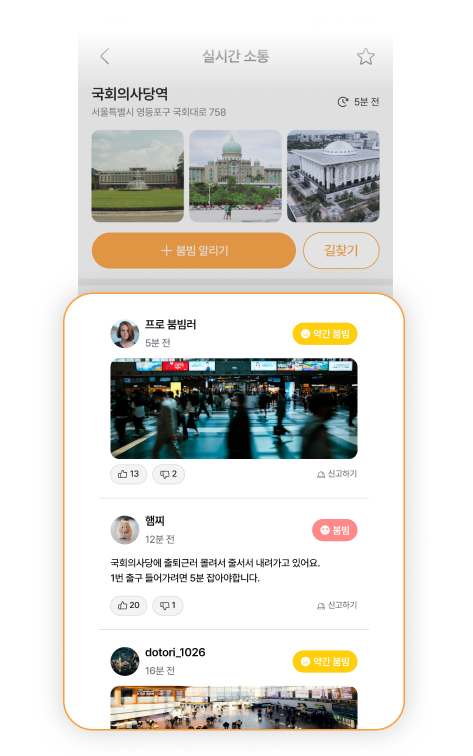 실시간 소통
국회의사당역
서울특별시 영등포구 국회대로 758
5분 전
+ 붐빔 알리기
길찾기
프로 붐빔러
5분 전
약간 붐빔
13
2
신고하기
햄찌
12분 전
붐빔
국회의사당에 출퇴근러 몰려서 줄서서 내려가고 있어요.
1번 출구 들어가려면 5분 잡아야합니다.
20
1
신고하기
dotori_1026
16분 전
약간 붐빔